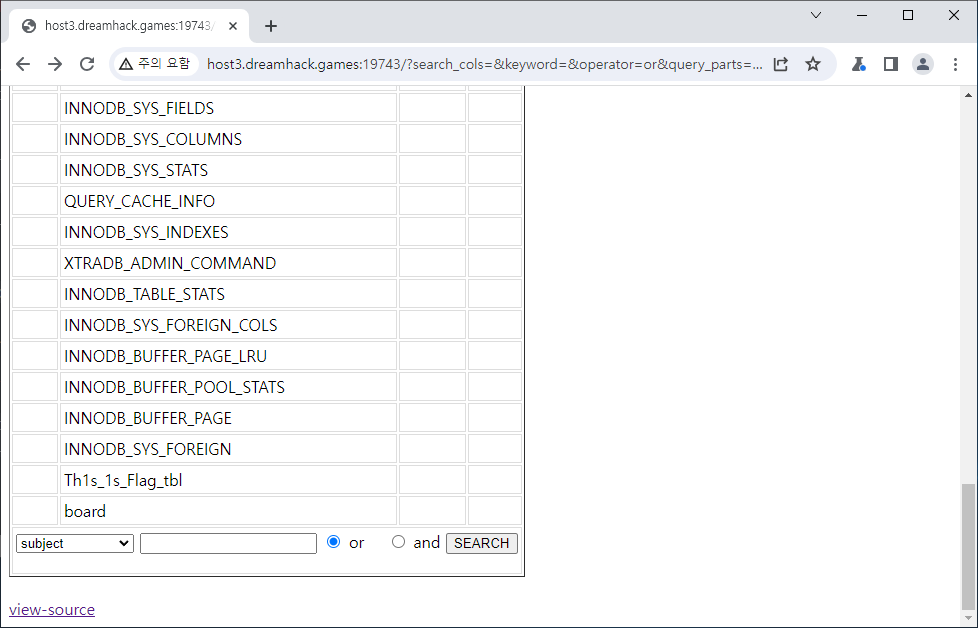 host3.dreamhack.games:19743/
주의 요함 host3.dreamhack.games:19743/?search_cols=&keyword=&operator=or&query_parts=...
INNODB_SYS_FIELDS
INNODB_SYS_COLUMNS
INNODB_SYS_STATS
QUERY_CACHE_INFO
INNODB_SYS_INDEXES
XTRADB_ADMIN_COMMAND
INNODB_TABLE_STATS
INNODB_SYS_FOREIGN_COLS
INNODB_BUFFER_PAGE_LRU
INNODB_BUFFER_POOL_STATS
INNODB_BUFFER_PAGE
INNODB_SYS_FOREIGN
Th1s_1s_Flag_tbl
board
subject or and SEARCH
view-source